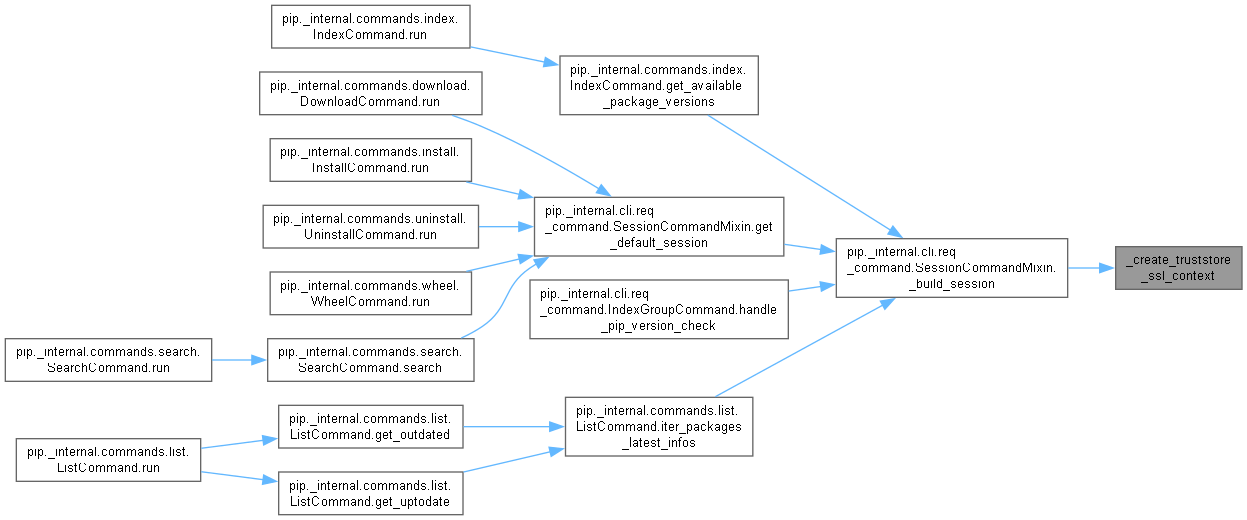 pip._internal.commands.index.
IndexCommand.run
pip._internal.commands.index.
IndexCommand.get_available
_package_versions
pip._internal.commands.download.
DownloadCommand.run
pip._internal.commands.install.
InstallCommand.run
pip._internal.cli.req
_command.SessionCommandMixin.get
_default_session
pip._internal.commands.uninstall.
UninstallCommand.run
pip._internal.cli.req
_command.SessionCommandMixin.
_build_session
_create_truststore
_ssl_context
pip._internal.commands.wheel.
WheelCommand.run
pip._internal.cli.req
_command.IndexGroupCommand.handle
_pip_version_check
pip._internal.commands.search.
SearchCommand.run
pip._internal.commands.search.
SearchCommand.search
pip._internal.commands.list.
ListCommand.get_outdated
pip._internal.commands.list.
ListCommand.iter_packages
_latest_infos
pip._internal.commands.list.
ListCommand.run
pip._internal.commands.list.
ListCommand.get_uptodate